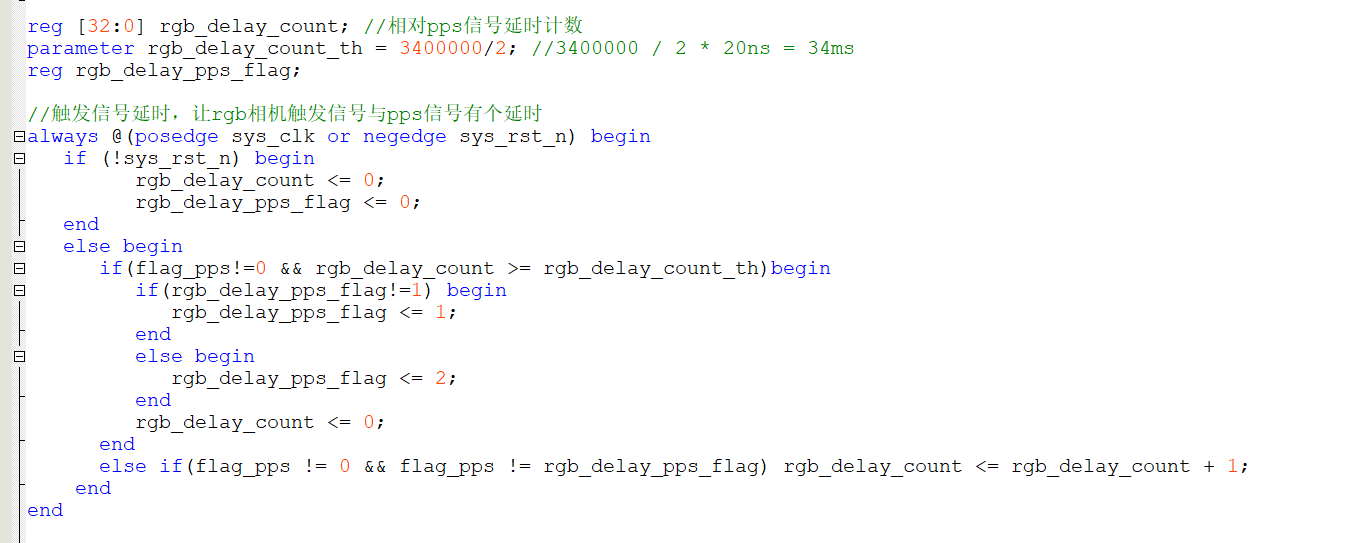 reg [32:0] rgb_delay_count; //相对pps信号延时计数
parameter rgb_delay_count_th = 3400000/2; //3400000 / 2 * 20ns = 34ms
reg rgb_delay_pps_flag;
//触发信号延时，让rgb相机触发信号与pps信号有个延时
always @(posedge sys_clk or negedge sys_rst_n) begin
if (!sys_rst_n) begin
rgb_delay_count <= 0;
rgb_delay_pps_flag <= 0;
end
else begin
if(flag_pps!=0 && rgb_delay_count >= rgb_delay_count_th)begin
if(rgb_delay_pps_flag!=1) begin
rgb_delay_pps_flag <= 1;
end
else begin
rgb_delay_pps_flag <= 2;
end
rgb_delay_count <= 0;
end
else if(flag_pps != 0 && flag_pps != rgb_delay_pps_flag) rgb_delay_count <= rgb_delay_count + 1;
end
end